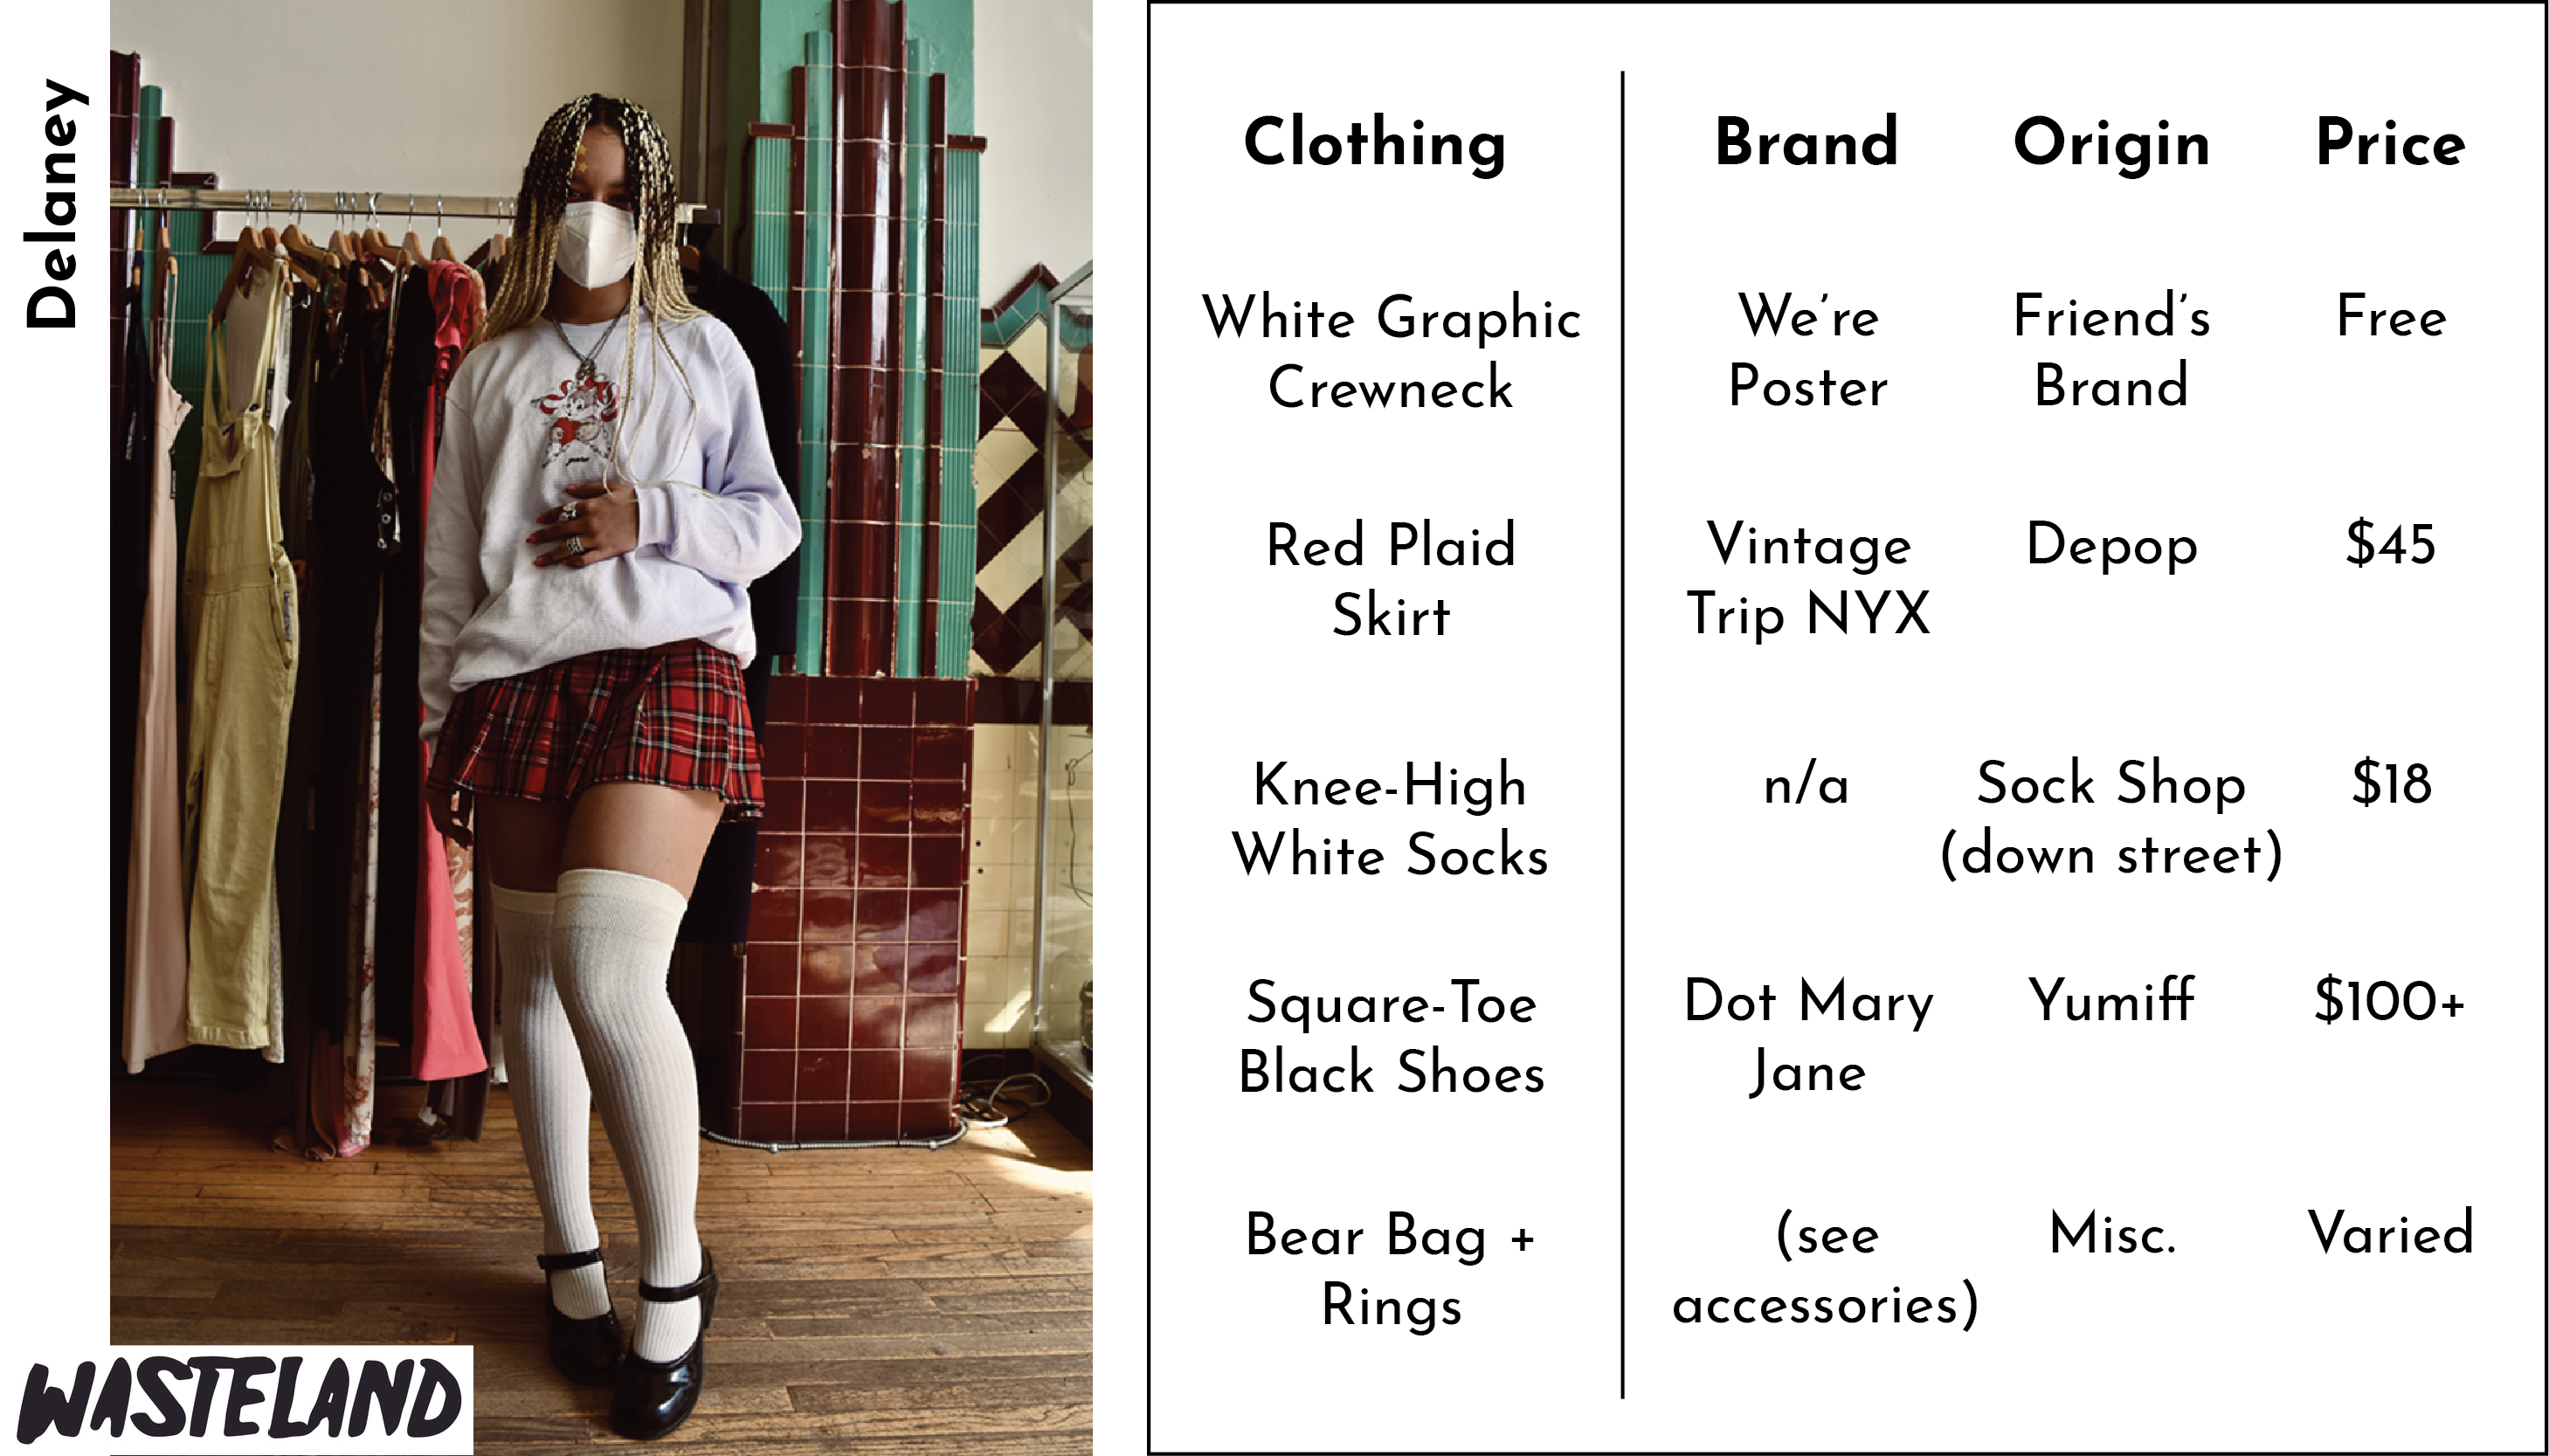 Delaney
WASTELAND
Clothing Brand Origin Price
White Graphic Crewneck We’re Poster Friend’s Brand Free
Red Plaid Skirt Vintage Trip NYX Depop $45
Knee-High White Socks n/a Sock Shop (down street) $18
Square-Toe Black Shoes Dot Mary Jane Yumiff $100+
Bear Bag + Rings (see accessories) Misc. Varied